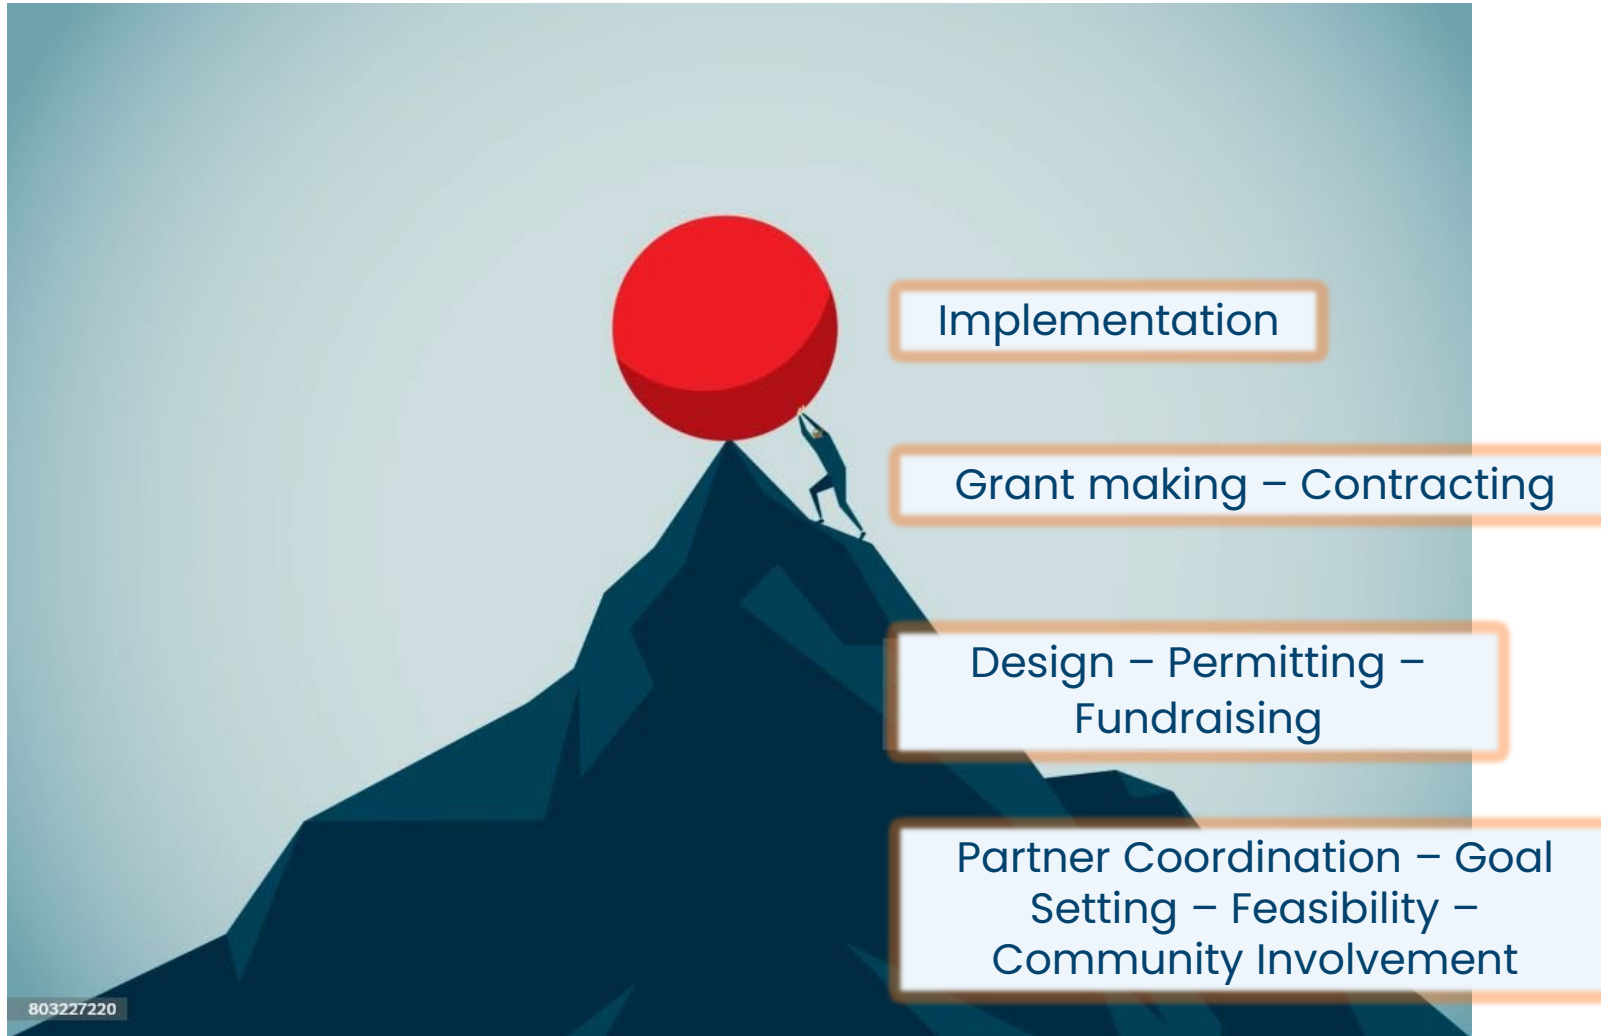 Implementation
Grant making – Contracting
Design – Permitting –
Fundraising
Partner Coordination – Goal
Setting – Feasibility –
Community Involvement
803227220